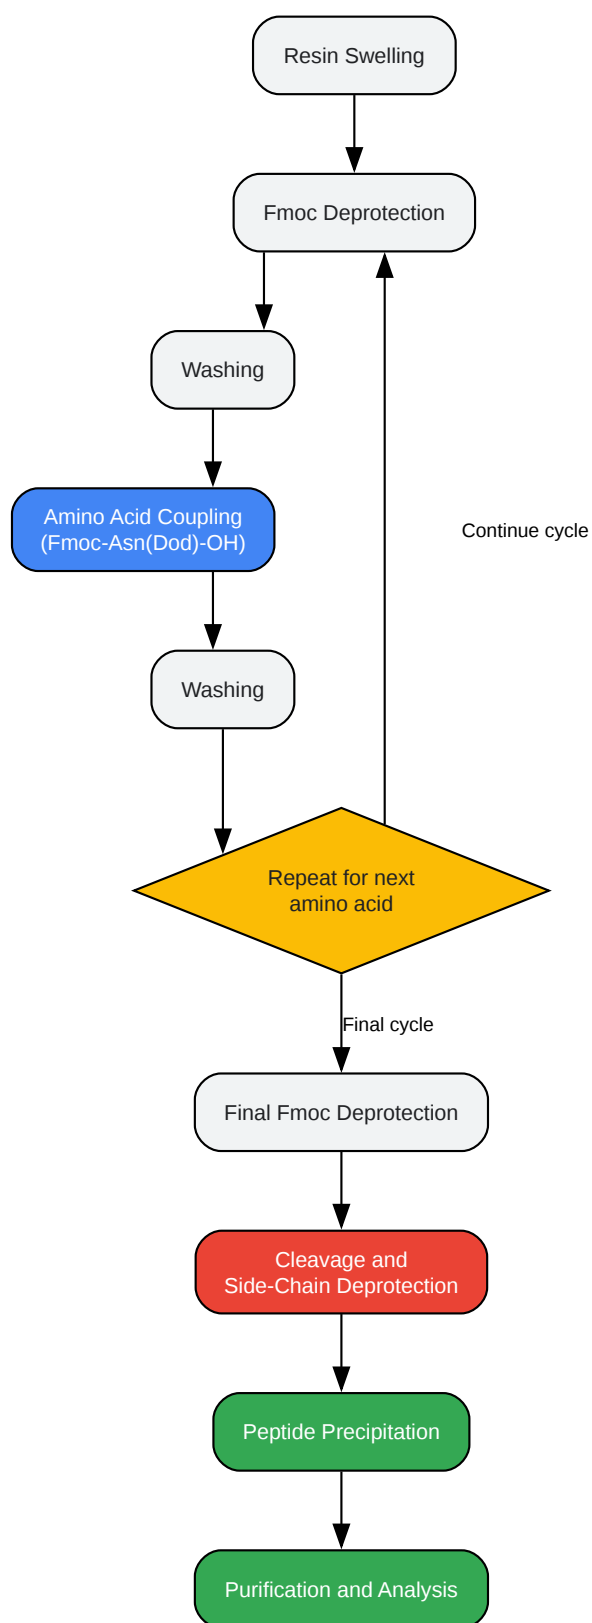 Resin Swelling
Fmoc Deprotection
Washing
Amino Acid Coupling
(Fmoc-Asn(Dod)-OH)
Continue cycle
Washing
Repeat for next
amino acid
Final cycle
Final Fmoc Deprotection
Cleavage and
Side-Chain Deprotection
Peptide Precipitation
Purification and Analysis